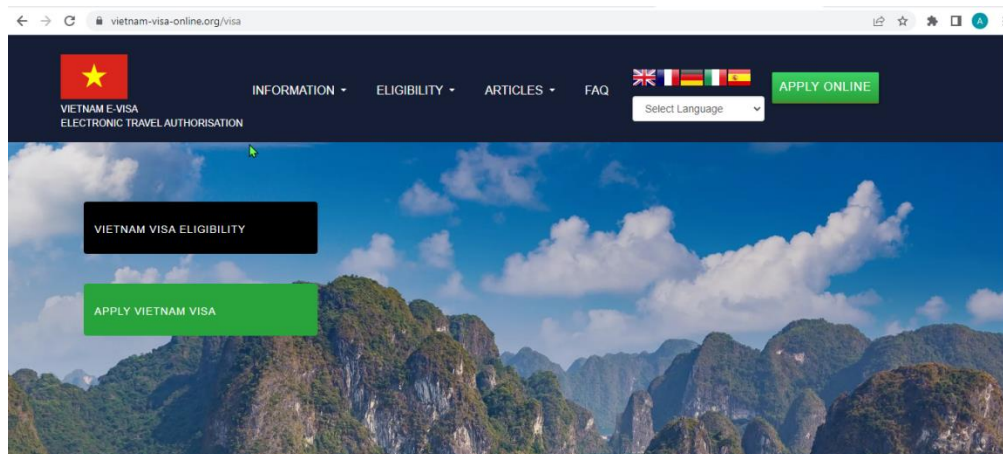 vietnam-visa-online.org/visa
A
VIETNAM E-VISA
ELECTRONIC TRAVEL AUTHORISATION
INFORMATION
ELIGIBILITY
ARTICLES
FAQ
Select Language
APPLY ONLINE
VIETNAM VISA ELIGIBILITY
APPLY VIETNAM VISA